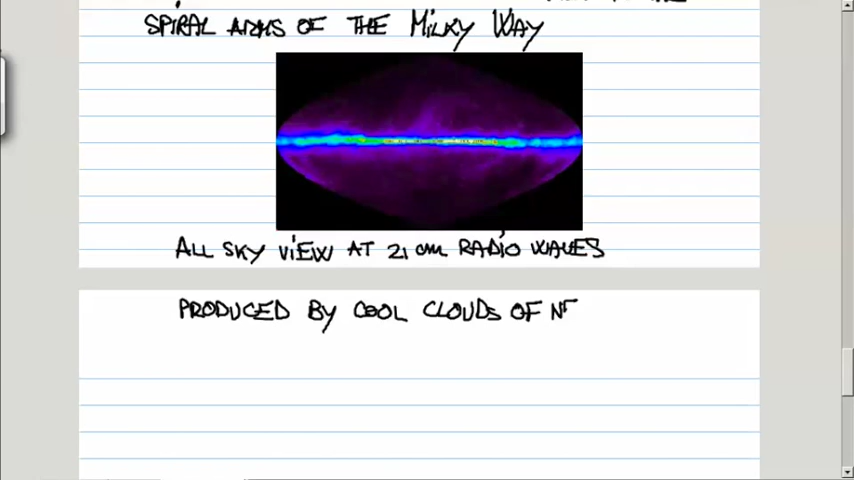 SPIRAL ARMS OF THE MILKY WAY
ALL SKY VIEW AT 21 cm RADIO WAVES
PRODUCED BY COOL CLOUDS OF NE